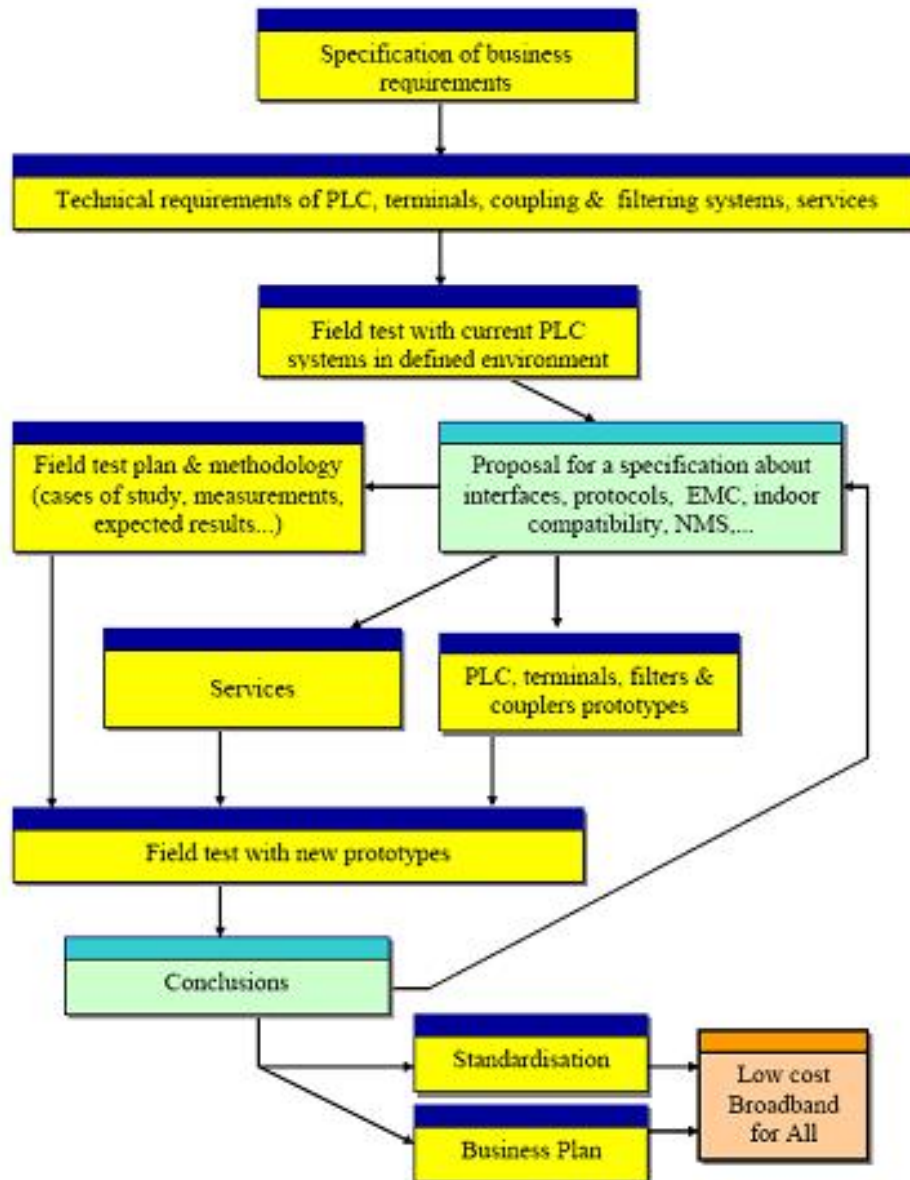 Specification of business
requirements
Technical requirements of PLC, terminals, coupling & filtering systems, services
Field test with current PLC
systems in defined environment
Field test plan & methodology
(cases of study, measurements,
expected results...)
Proposal for a specification about
interfaces, protocols, EMC, indoor
compatibility, NMS,...
Services
PLC, terminals, filters &
couplers prototypes
Field test with new prototypes
Conclusions
Standardisation
Business Plan
Low cost
Broadband
for All